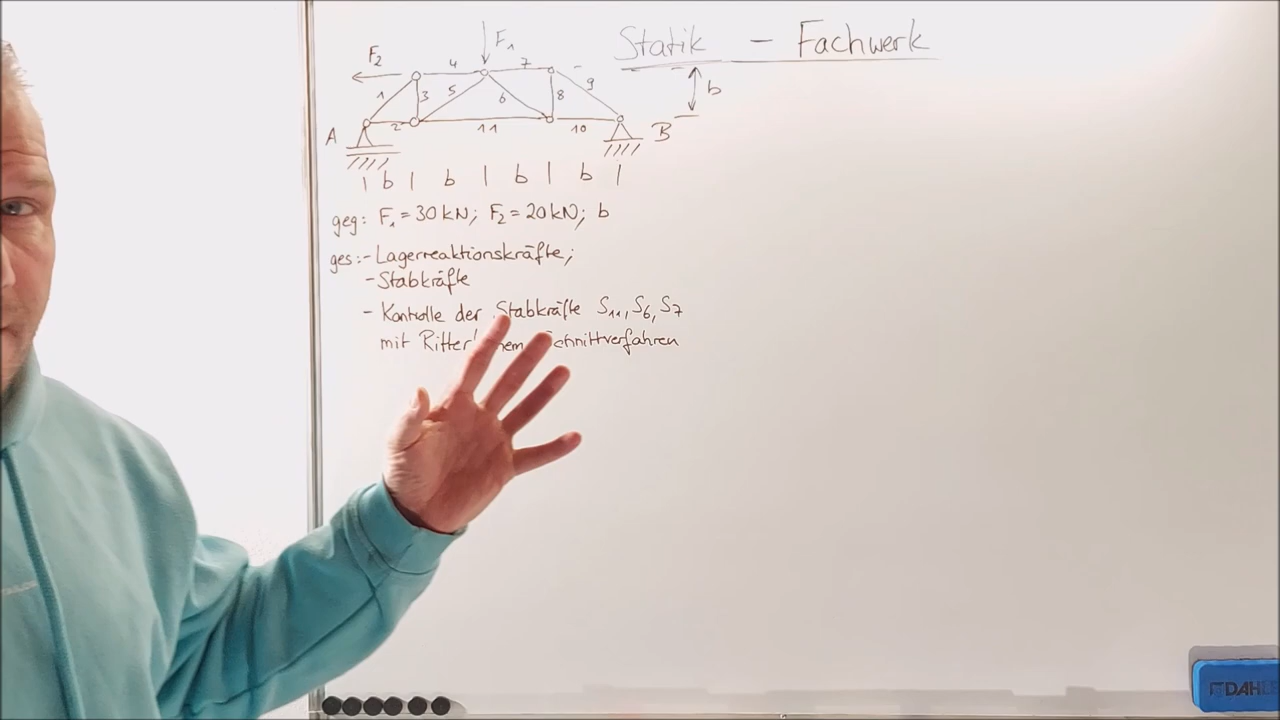 Statik - Fachwerk
F₂
F₁
4
7
1
3
5
6
8
9
b
A
2
11
10
B
| b | b | b | b |
geg: F₁ = 30 kN; F₂ = 20 kN; b
ges: - Lagerreaktionskräfte;
- Stabkräfte
- Kontrolle der Stabkräfte S₁₁, S₆, S₇
mit Schnittverfahren
DAHLE